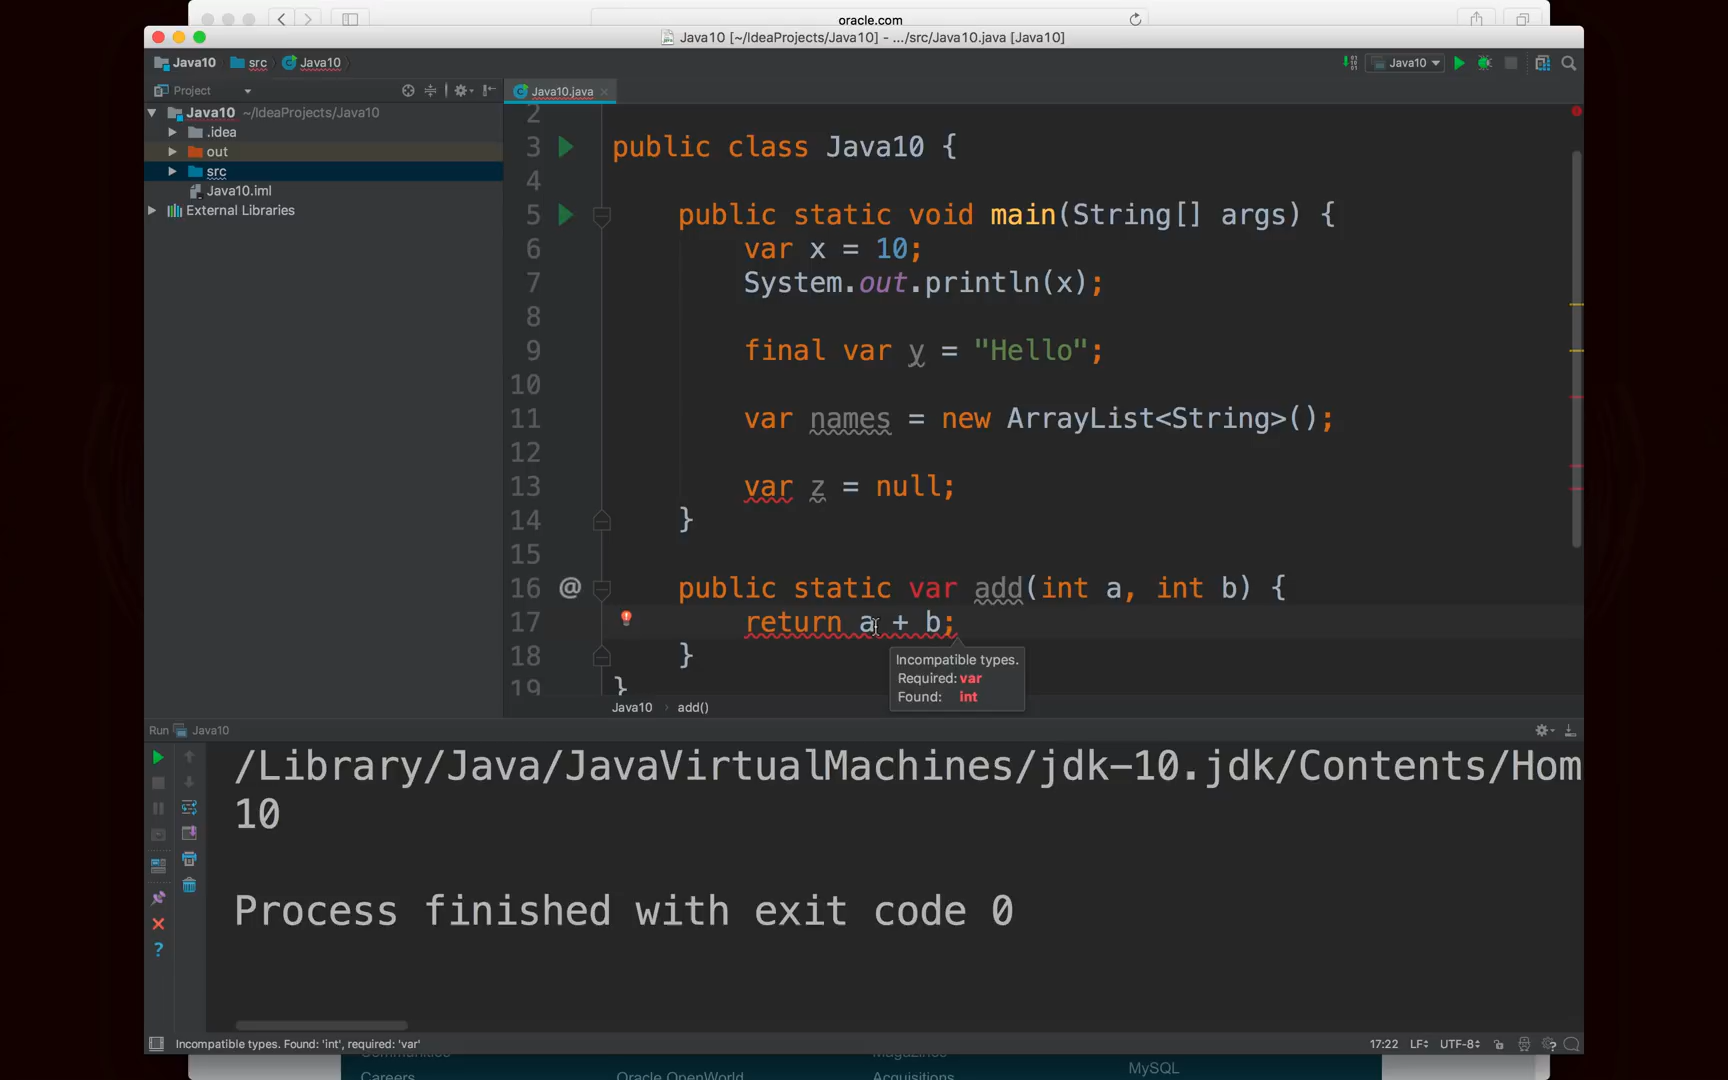 oracle.com
Java10 [~/IdeaProjects/Java10] - .../src/Java10.java [Java10]
Java10 src Java10
Java10
Project
Java10.java
Java10 ~/IdeaProjects/Java10
.idea
out
src
Java10.iml
External Libraries
2
3 public class Java10 {
4
5 public static void main(String[] args) {
6 var x = 10;
7 System.out.println(x);
8
9 final var y = "Hello";
10
11 var names = new ArrayList<String>();
12
13 var z = null;
14 }
15
16 @ public static var add(int a, int b) {
17 return a + b;
18 }
19 }
Incompatible types.
Required: var
Found: int
Java10 › add()
Run Java10
/Library/Java/JavaVirtualMachines/jdk-10.jdk/Contents/Hom
10
Process finished with exit code 0
Incompatible types. Found: 'int', required: 'var'
17:22 LF÷ UTF-8÷
Communities Magazines
MySQL
Careers Oracle OpenWorld Acquisitions